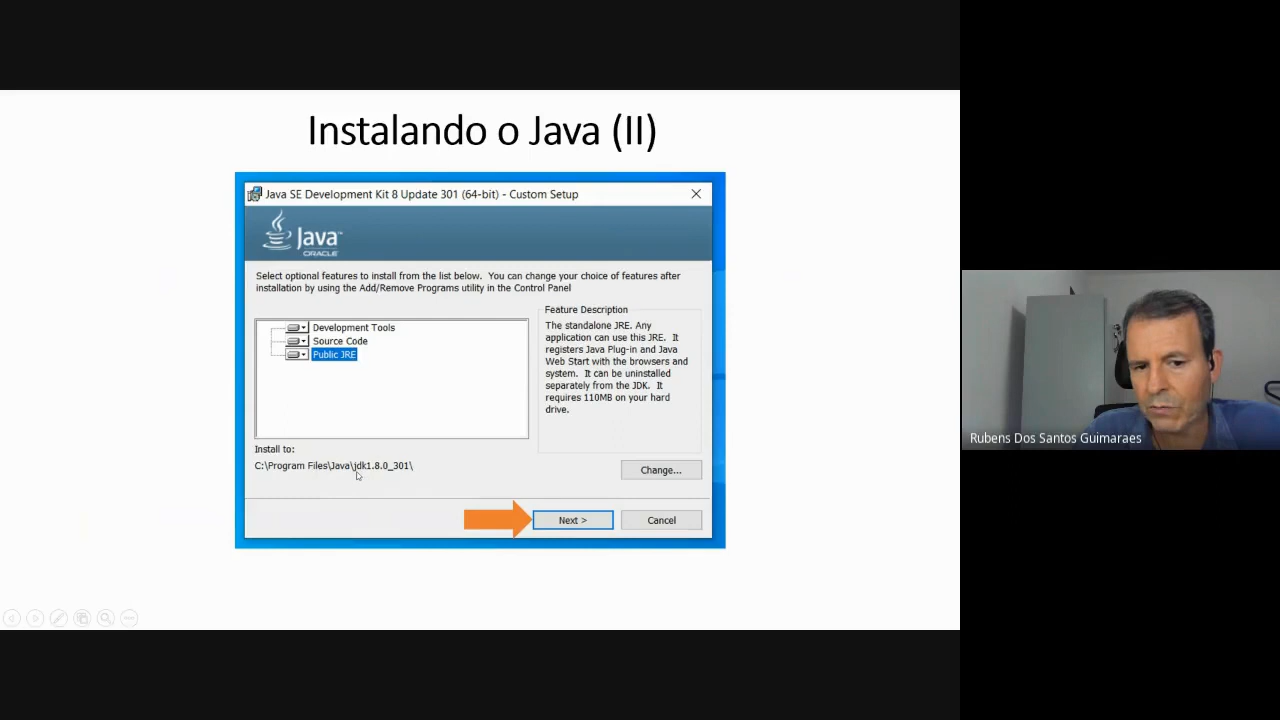 Instalando o Java (II)
Java SE Development Kit 8 Update 301 (64-bit) - Custom Setup
Java™
ORACLE
Select optional features to install from the list below. You can change your choice of features after
installation by using the Add/Remove Programs utility in the Control Panel
Development Tools
Source Code
Public JRE
Feature Description
The standalone JRE. Any
application can use this JRE. It
registers Java Plug-in and Java
Web Start with the browsers and
system. It can be uninstalled
separately from the JDK. It
requires 110MB on your hard
drive.
Install to:
C:\Program Files\Java\jdk1.8.0_301\
Change...
Next >
Cancel
Rubens Dos Santos Guimaraes